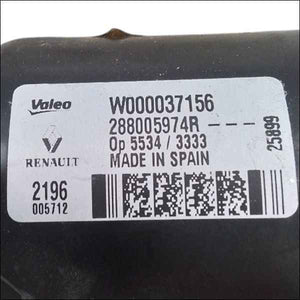 Valeo W000037156
288005974R---
Op 5534 / 3333
RENAULT MADE IN SPAIN
2196
005712
25899